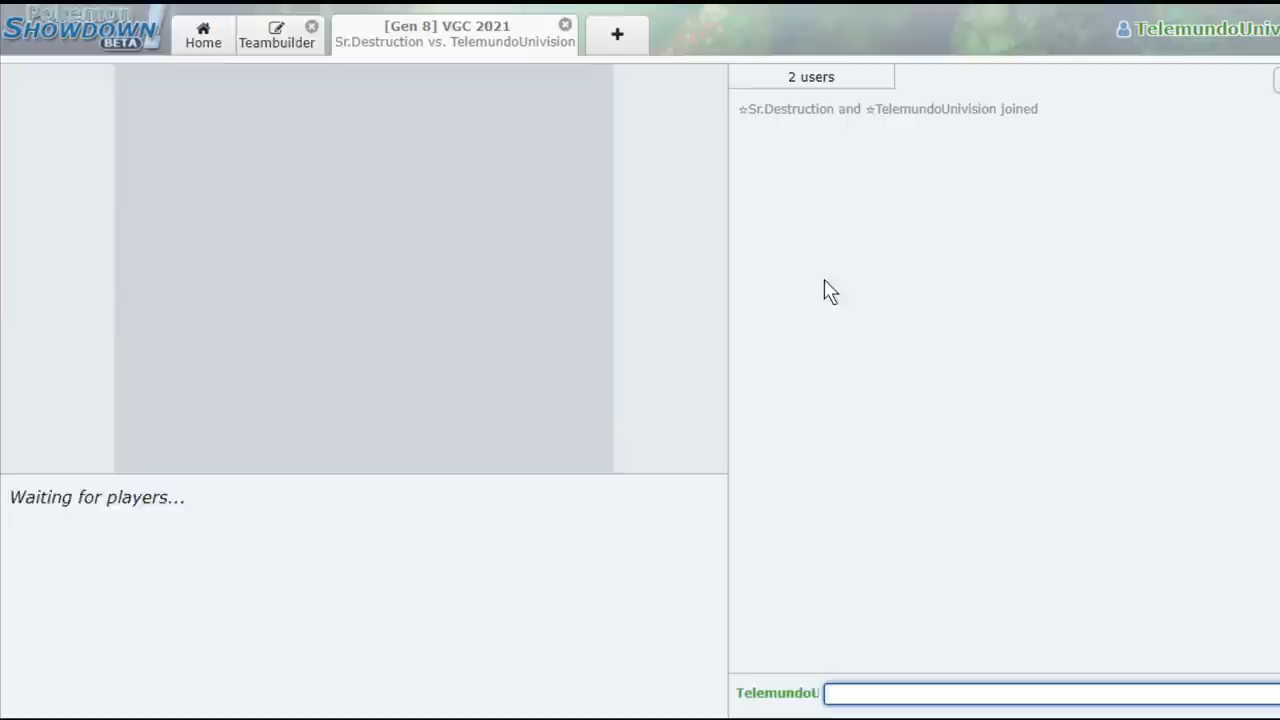 Pokémon
SHOWDOWN
BETA
Home
Teambuilder
[Gen 8] VGC 2021
Sr.Destruction vs. TelemundoUnivision
+
TelemundoUniv
2 users
☆Sr.Destruction and ☆TelemundoUnivision joined
Waiting for players...
TelemundoU